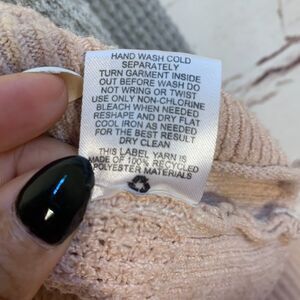 HAND WASH COLD
SEPARATELY
TURN GARMENT INSIDE
OUT BEFORE WASH DO
NOT WRING OR TWIST
USE ONLY NON-CHLORINE
BLEACH WHEN NEEDED
RESHAPE AND DRY FLAT
COOL IRON AS NEEDED
FOR THE BEST RESULT
DRY CLEAN
THIS LABEL YARN IS
MADE OF 100% RECYCLED
POLYESTER MATERIALS